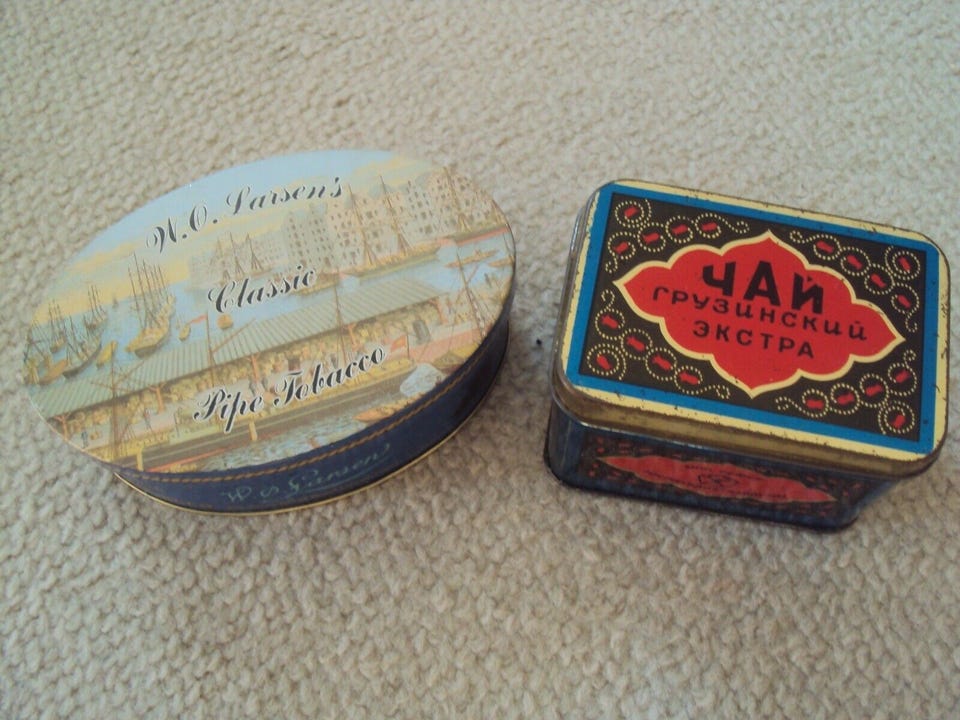 W.Ø. Larsen's
Classic
Pipe Tobacco
W Ø Larsen
ЧАЙ
ГРУЗИНСКИЙ
ЭКСТРА